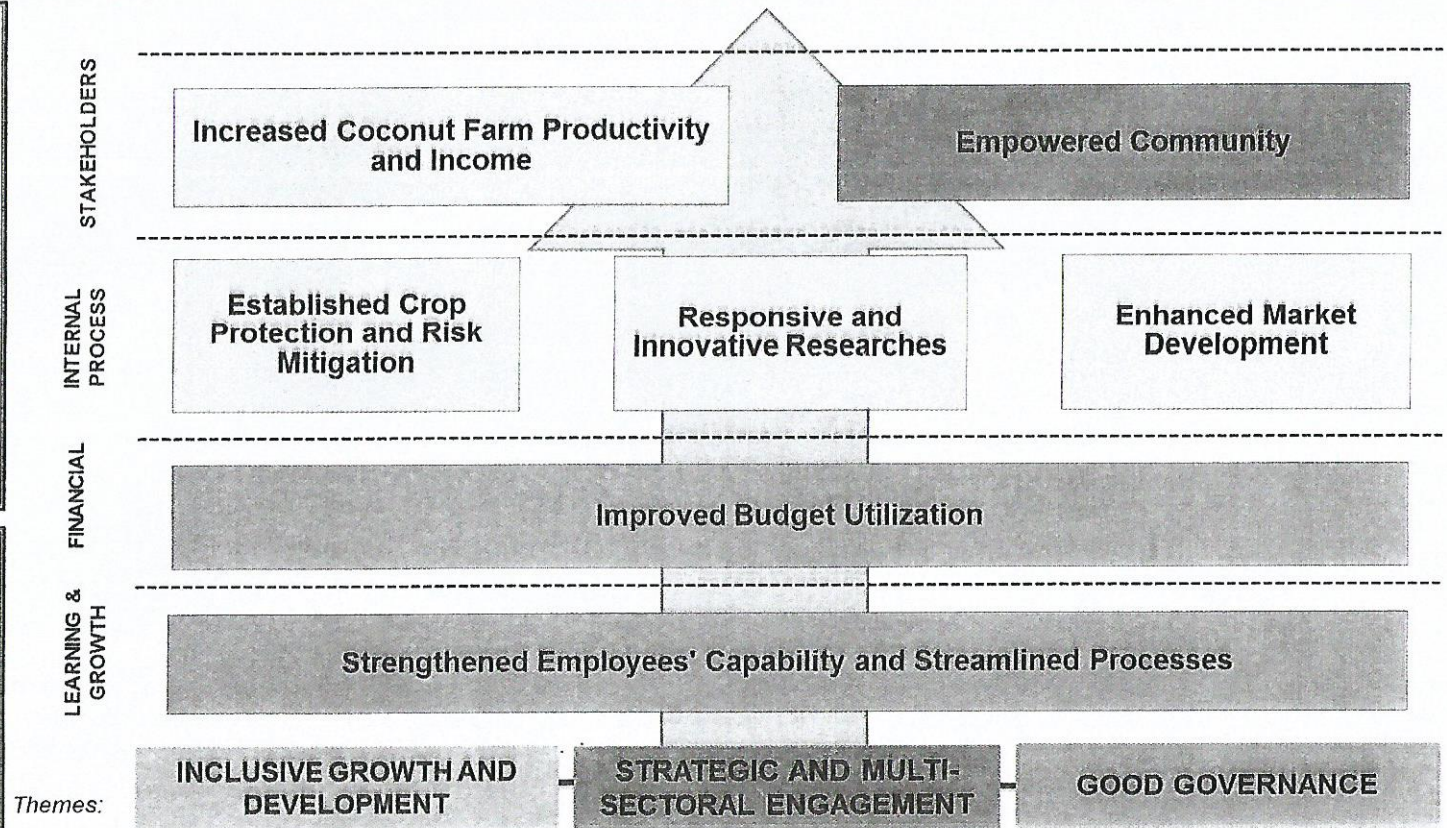 STAKEHOLDERS
Increased Coconut Farm Productivity
and Income
Empowered Community
INTERNAL
PROCESS
Established Crop
Protection and Risk
Mitigation
Responsive and
Innovative Researches
Enhanced Market
Development
FINANCIAL
Improved Budget Utilization
LEARNING &
GROWTH
Strengthened Employees' Capability and Streamlined Processes
Themes:
INCLUSIVE GROWTH AND
DEVELOPMENT
STRATEGIC AND MULTI-
SECTORAL ENGAGEMENT
GOOD GOVERNANCE